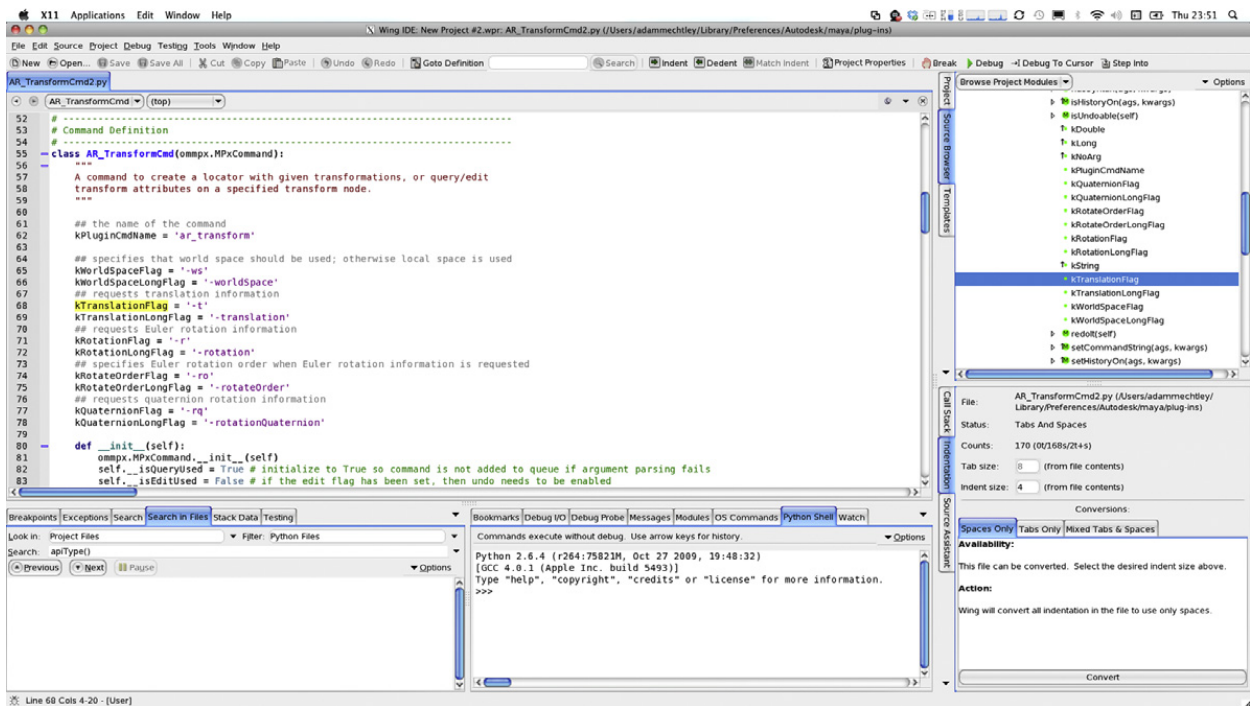 X11 Applications Edit Window Help
Thu 23:51
Wing IDE: New Project #2.wpr: AR_TransformCmd2.py (/Users/adammechtley/Library/Preferences/Autodesk/maya/plug-ins)
File Edit Source Project Debug Testing Tools Window Help
New Open... Save Save All Cut Copy Paste Undo Redo Goto Definition Search Indent Dedent Match Indent Project Properties Break Debug Debug To Cursor Step Into
AR_TransformCmd2.py
AR_TransformCmd (top)
52 # ----------------------------------------------------------------------------
53 # Command Definition
54 # ----------------------------------------------------------------------------
55 class AR_TransformCmd(ommpx.MPxCommand):
56 """
57 A command to create a locator with given transformations, or query/edit
58 transform attributes on a specified transform node.
59 """
60
61 ## the name of the command
62 kPluginCmdName = 'ar_transform'
63
64 ## specifies that world space should be used; otherwise local space is used
65 kWorldSpaceFlag = '-ws'
66 kWorldSpaceLongFlag = '-worldSpace'
67 ## requests translation information
68 kTranslationFlag = '-t'
69 kTranslationLongFlag = '-translation'
70 ## requests Euler rotation information
71 kRotationFlag = '-r'
72 kRotationLongFlag = '-rotation'
73 ## specifies Euler rotation order when Euler rotation information is requested
74 kRotateOrderFlag = '-ro'
75 kRotateOrderLongFlag = '-rotateOrder'
76 ## requests quaternion rotation information
77 kQuaternionFlag = '-rq'
78 kQuaternionLongFlag = '-rotationQuaternion'
79
80 def __init__(self):
81 ommpx.MPxCommand.__init__(self)
82 self.__isQueryUsed = True # initialize to True so command is not added to queue if argument parsing fails
83 self.__isEditUsed = False # if the edit flag has been set, then undo needs to be enabled
Project
Source Browser
Templates
Browse Project Modules Options
isHistoryOn(ags, kwargs)
isUndoable(self)
kDouble
kLong
kNoArg
kPluginCmdName
kQuaternionFlag
kQuaternionLongFlag
kRotateOrderFlag
kRotateOrderLongFlag
kRotationFlag
kRotationLongFlag
kString
kTranslationFlag
kTranslationLongFlag
kWorldSpaceFlag
kWorldSpaceLongFlag
redoIt(self)
setCommandString(ags, kwargs)
setHistoryOn(ags, kwargs)
Call Stack
Indentation
Source Assistant
File: AR_TransformCmd2.py (/Users/adammechtley/
Library/Preferences/Autodesk/maya/plug-ins)
Status: Tabs And Spaces
Counts: 170 (0t/168s/2t+s)
Tab size: 8 (from file contents)
Indent size: 4 (from file contents)
Conversions:
Spaces Only Tabs Only Mixed Tabs & Spaces
Availability:
This file can be converted. Select the desired indent size above.
Action:
Wing will convert all indentation in the file to use only spaces.
Convert
Breakpoints Exceptions Search Search in Files Stack Data Testing
Look in: Project Files Filter: Python Files
Search: apiType()
Previous Next Pause Options
Bookmarks Debug I/O Debug Probe Messages Modules OS Commands Python Shell Watch
Commands execute without debug. Use arrow keys for history. Options
Python 2.6.4 (r264:75821M, Oct 27 2009, 19:48:32)
[GCC 4.0.1 (Apple Inc. build 5493)]
Type "help", "copyright", "credits" or "license" for more information.
>>>
Line 68 Cols 4-20 - [User]